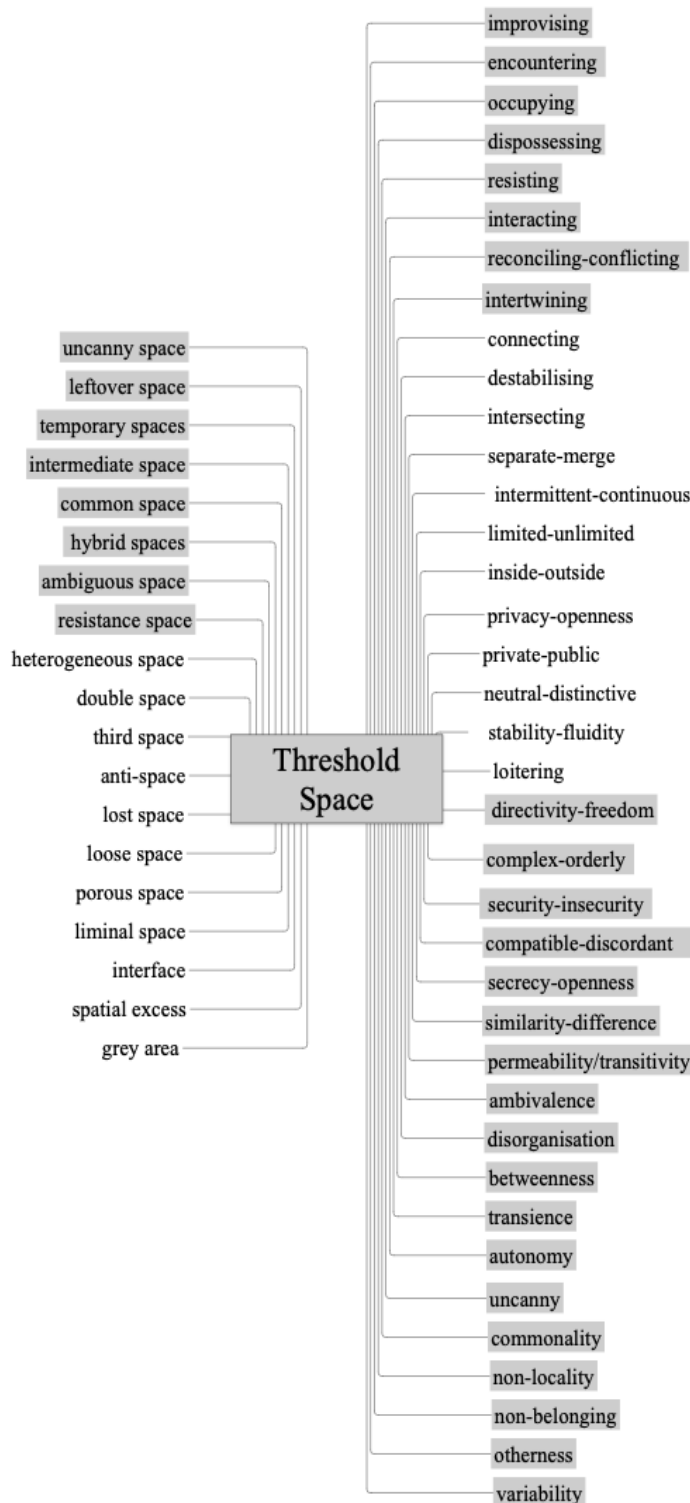 uncanny space
leftover space
temporary spaces
intermediate space
common space
hybrid spaces
ambiguous space
resistance space
heterogeneous space
double space
third space
anti-space
lost space
loose space
porous space
liminal space
interface
spatial excess
grey area
Threshold
Space
improvising
encountering
occupying
dispossessing
resisting
interacting
reconciling-conflicting
intertwining
connecting
destabilising
intersecting
separate-merge
intermittent-continuous
limited-unlimited
inside-outside
privacy-openness
private-public
neutral-distinctive
stability-fluidity
loitering
directivity-freedom
complex-orderly
security-insecurity
compatible-discordant
secrecy-openness
similarity-difference
permeability/transitivity
ambivalence
disorganisation
betweenness
transience
autonomy
uncanny
commonality
non-locality
non-belonging
otherness
variability